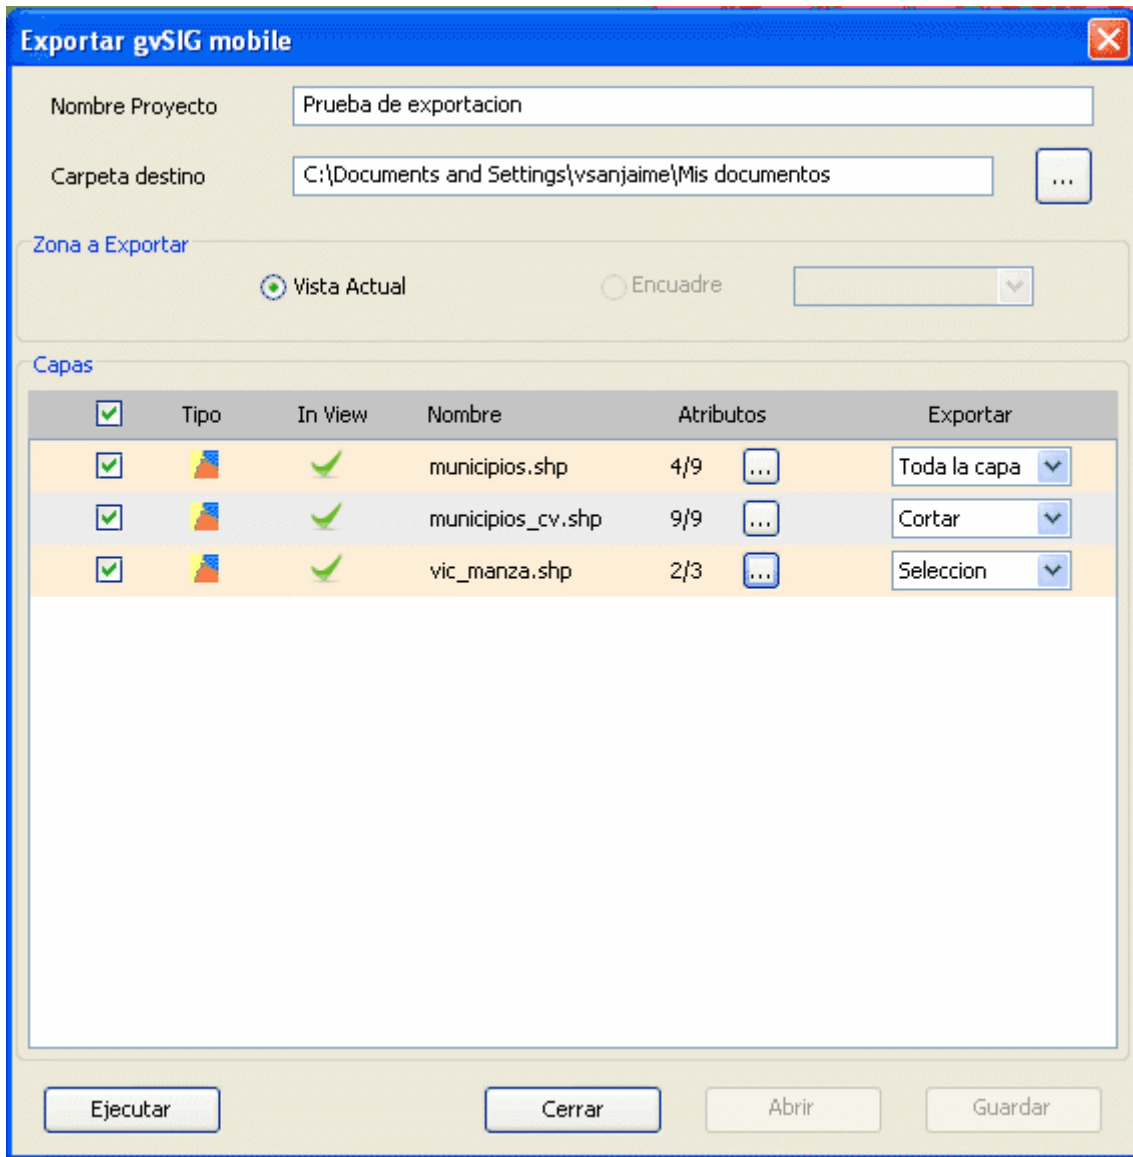 Exportar gvSIG mobile
Nombre Proyecto Prueba de exportacion
Carpeta destino C:\Documents and Settings\vsanjaime\Mis documentos ...
Zona a Exportar
Vista Actual Encuadre
Capas
Tipo In View Nombre Atributos Exportar
municipios.shp 4/9 ... Toda la capa
municipios_cv.shp 9/9 ... Cortar
vic_manza.shp 2/3 ... Seleccion
Ejecutar Cerrar Abrir Guardar